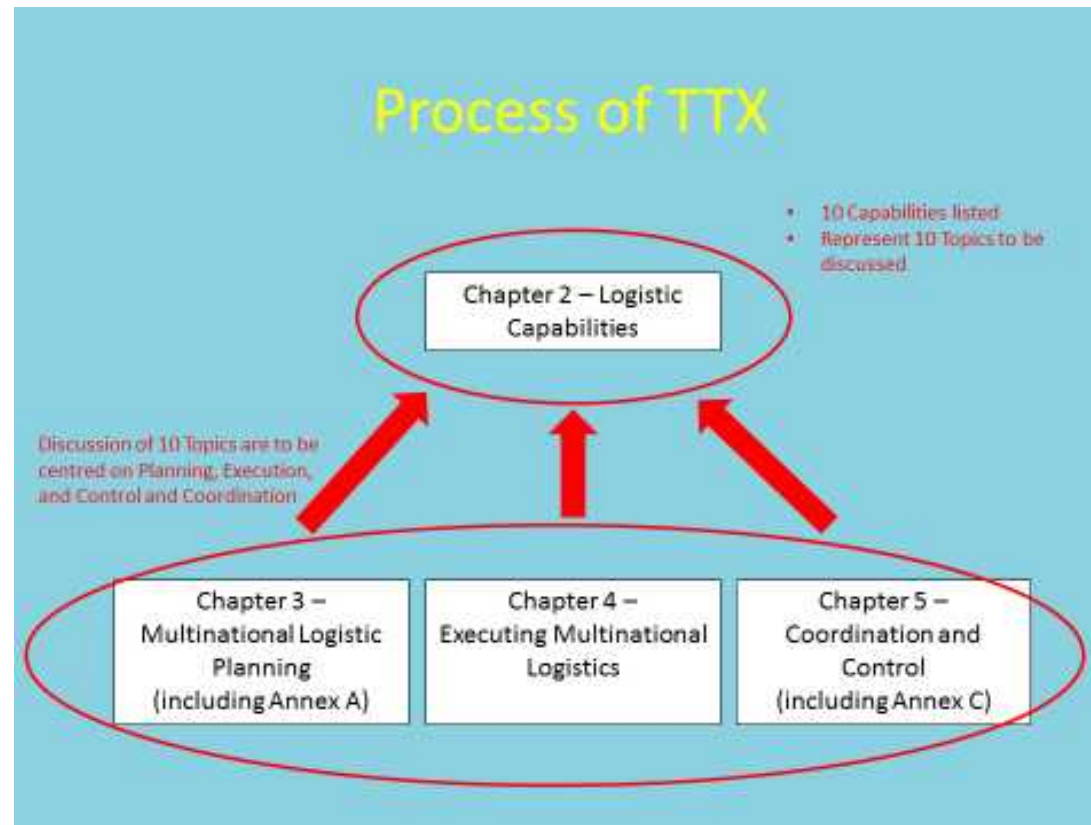 Process of TTX
• 10 Capabilities listed
• Represent 10 Topics to be
discussed
Chapter 2 – Logistic
Capabilities
Discussion of 10 Topics are to be
centred on Planning, Execution,
and Control and Coordination
Chapter 3 –
Multinational Logistic
Planning
(including Annex A)
Chapter 4 –
Executing Multinational
Logistics
Chapter 5 –
Coordination and
Control
(including Annex C)